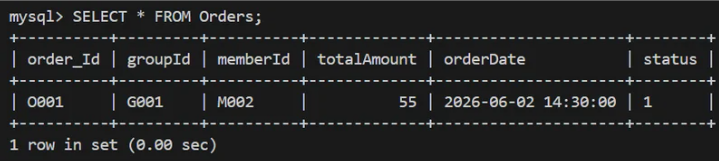 mysql> SELECT * FROM Orders;
+----------+---------+----------+-------------+---------------------+--------+
| order_Id | groupId | memberId | totalAmount | orderDate           | status |
+----------+---------+----------+-------------+---------------------+--------+
| O001     | G001    | M002     |          55 | 2026-06-02 14:30:00 | 1      |
+----------+---------+----------+-------------+---------------------+--------+
1 row in set (0.00 sec)